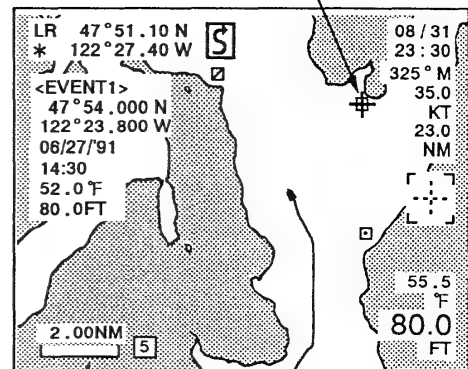 LR 47°51.10 N
* 122°27.40 W
S
<EVENT1>
47°54.000 N
122°23.800 W
06/27/'91
14:30
52.0°F
80.0FT
08/31
23:30
325°M
35.0
KT
23.0
NM
55.5
°F
80.0
FT
2.00NM
5